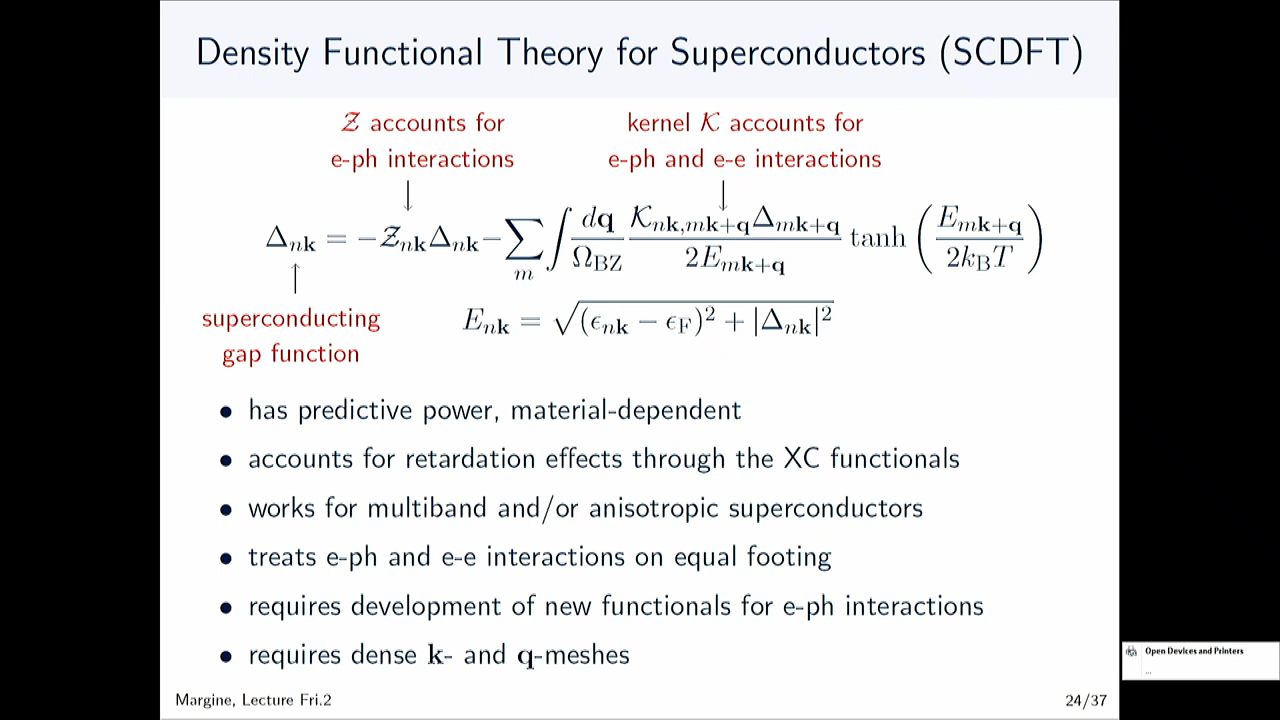 Density Functional Theory for Superconductors (SCDFT)
𝒵 accounts for
e-ph interactions
kernel 𝒦 accounts for
e-ph and e-e interactions
Δ_{n𝐤} = −𝒵_{n𝐤}Δ_{n𝐤} − ∑_m ∫ d𝐪/Ω_BZ 𝒦_{n𝐤,m𝐤+𝐪}Δ_{m𝐤+𝐪}/2E_{m𝐤+𝐪} tanh (E_{m𝐤+𝐪}/2k_BT)
superconducting
gap function
E_{n𝐤} = √((ϵ_{n𝐤} − ϵ_F)² + |Δ_{n𝐤}|²)
• has predictive power, material-dependent
• accounts for retardation effects through the XC functionals
• works for multiband and/or anisotropic superconductors
• treats e-ph and e-e interactions on equal footing
• requires development of new functionals for e-ph interactions
• requires dense 𝐤- and 𝐪-meshes
Margine, Lecture Fri.2
24/37
Open Devices and Printers
...